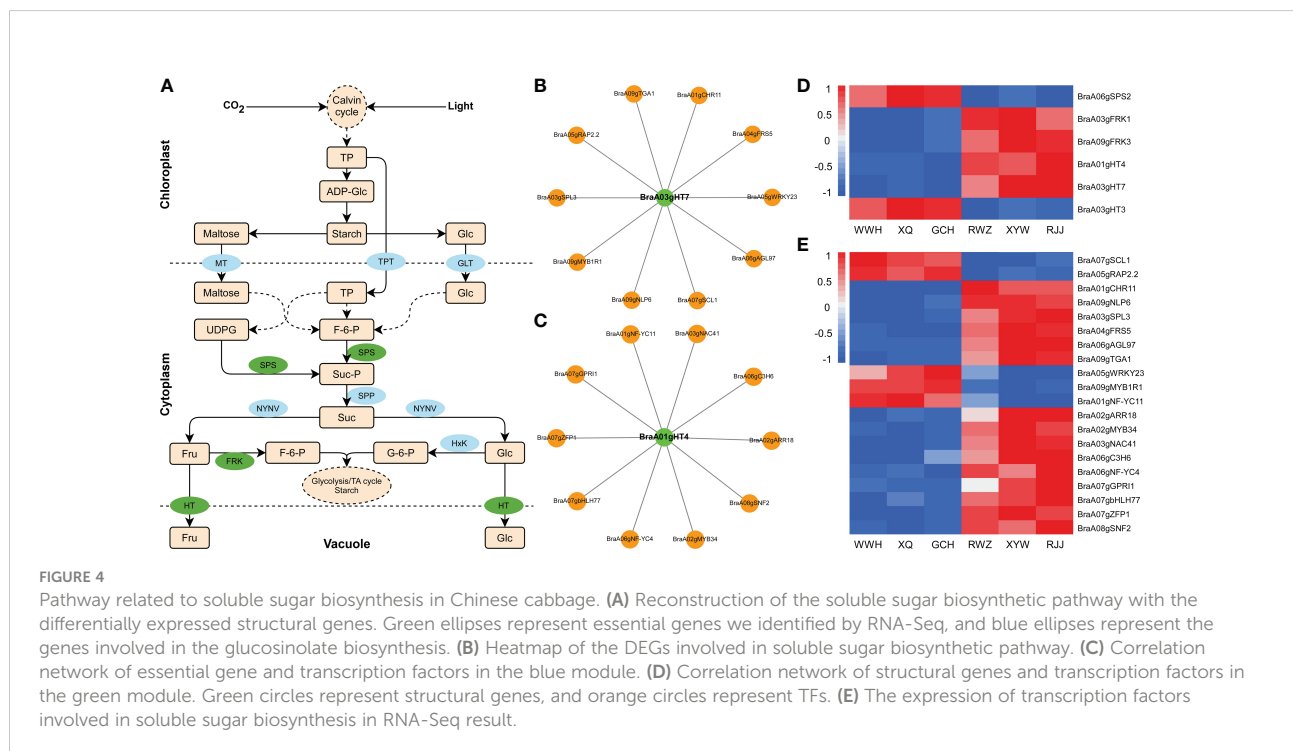 A
CO2
Calvin
cycle
Light
Chloroplast
TP
ADP-Glc
Maltose
Starch
Glc
MT
TPT
GLT
Maltose
TP
Glc
UDPG
F-6-P
SPS
SPS
Suc-P
Cytoplasm
SPP
NYNV
Suc
NYNV
Fru
FRK
F-6-P
G-6-P
HxK
Glc
Glycolysis/TA cycle
Starch
HT
HT
Fru
Vacuole
Glc
B
BraA09gTGA1
BraA01gCHR11
BraA05gRAP2.2
BraA04gFRS5
BraA03gSPL3
BraA03gHT7
BraA05gWRKY23
BraA09gMYB1R1
BraA06gAGL97
BraA09gNLP6
BraA07gSCL1
C
BraA01gNF-YC11
BraA03gNAC41
BraA07gGPRI1
BraA06gC3H6
BraA07gZFP1
BraA01gHT4
BraA02gARR18
BraA07gbHLH77
BraA08gSNF2
BraA06gNF-YC4
BraA02gMYB34
D
1
0.5
0
-0.5
-1
BraA06gSPS2
BraA03gFRK1
BraA09gFRK3
BraA01gHT4
BraA03gHT7
BraA03gHT3
WWH XQ GCH RWZ XYW RJJ
E
1
0.5
0
-0.5
-1
BraA07gSCL1
BraA05gRAP2.2
BraA01gCHR11
BraA09gNLP6
BraA03gSPL3
BraA04gFRS5
BraA06gAGL97
BraA09gTGA1
BraA05gWRKY23
BraA09gMYB1R1
BraA01gNF-YC11
BraA02gARR18
BraA02gMYB34
BraA03gNAC41
BraA06gC3H6
BraA06gNF-YC4
BraA07gGPRI1
BraA07gbHLH77
BraA07gZFP1
BraA08gSNF2
WWH XQ GCH RWZ XYW RJJ
FIGURE 4
Pathway related to soluble sugar biosynthesis in Chinese cabbage. (A) Reconstruction of the soluble sugar biosynthetic pathway with the
differentially expressed structural genes. Green ellipses represent essential genes we identified by RNA-Seq, and blue ellipses represent the
genes involved in the glucosinolate biosynthesis. (B) Heatmap of the DEGs involved in soluble sugar biosynthetic pathway. (C) Correlation
network of essential gene and transcription factors in the blue module. (D) Correlation network of structural genes and transcription factors in
the green module. Green circles represent structural genes, and orange circles represent TFs. (E) The expression of transcription factors
involved in soluble sugar biosynthesis in RNA-Seq result.